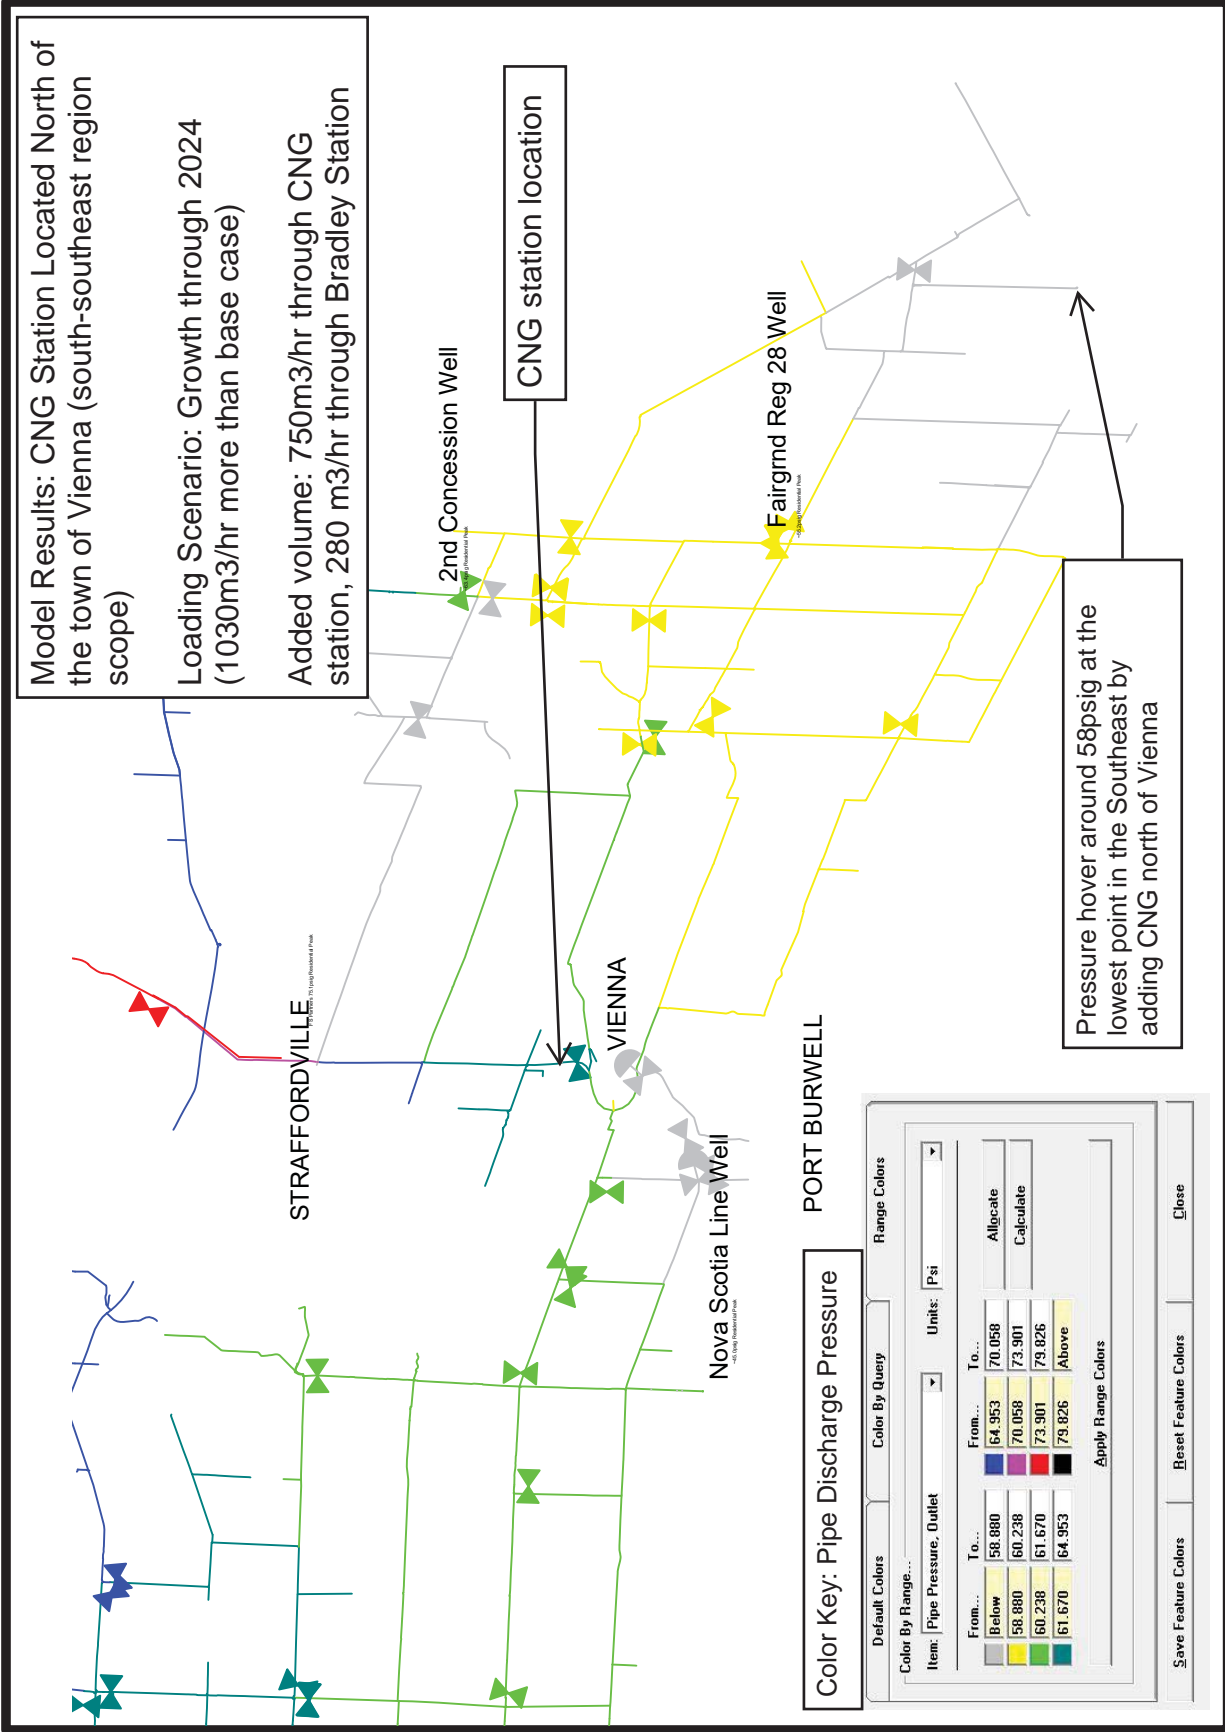 Model Results: CNG Station Located North of
the town of Vienna (south-southeast region
scope)
Loading Scenario: Growth through 2024
(1030m3/hr more than base case)
Added volume: 750m3/hr through CNG
station, 280 m3/hr through Bradley Station
CNG station location
2nd Concession Well
Fairgrnd Reg 28 Well
STRAFFORDVILLE
VIENNA
Nova Scotia Line Well
PORT BURWELL
Pressure hover around 58psig at the
lowest point in the Southeast by
adding CNG north of Vienna
Color Key: Pipe Discharge Pressure
Default Colors Color By Query Range Colors
Color By Range...
Item: Pipe Pressure, Outlet Units: Psi
From... To... From... To...
Below 58.880 64.953 70.058 Allocate
58.880 60.238 70.058 73.901 Calculate
60.238 61.670 73.901 79.826
61.670 64.953 79.826 Above
Apply Range Colors
Save Feature Colors Reset Feature Colors Close